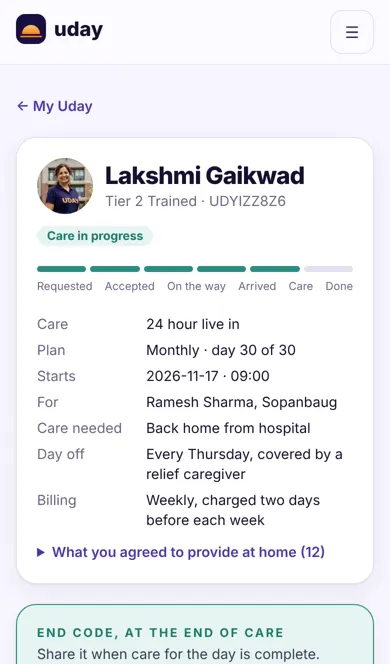 uday
← My Uday
Lakshmi Gaikwad
Tier 2 Trained · UDYIZZ8Z6
UDAY
Care in progress
Requested Accepted On the way Arrived Care Done
Care 24 hour live in
Plan Monthly · day 30 of 30
Starts 2026-11-17 · 09:00
For Ramesh Sharma, Sopanbaug
Care needed Back home from hospital
Day off Every Thursday, covered by a
relief caregiver
Billing Weekly, charged two days
before each week
▶ What you agreed to provide at home (12)
END CODE, AT THE END OF CARE
Share it when care for the day is complete.